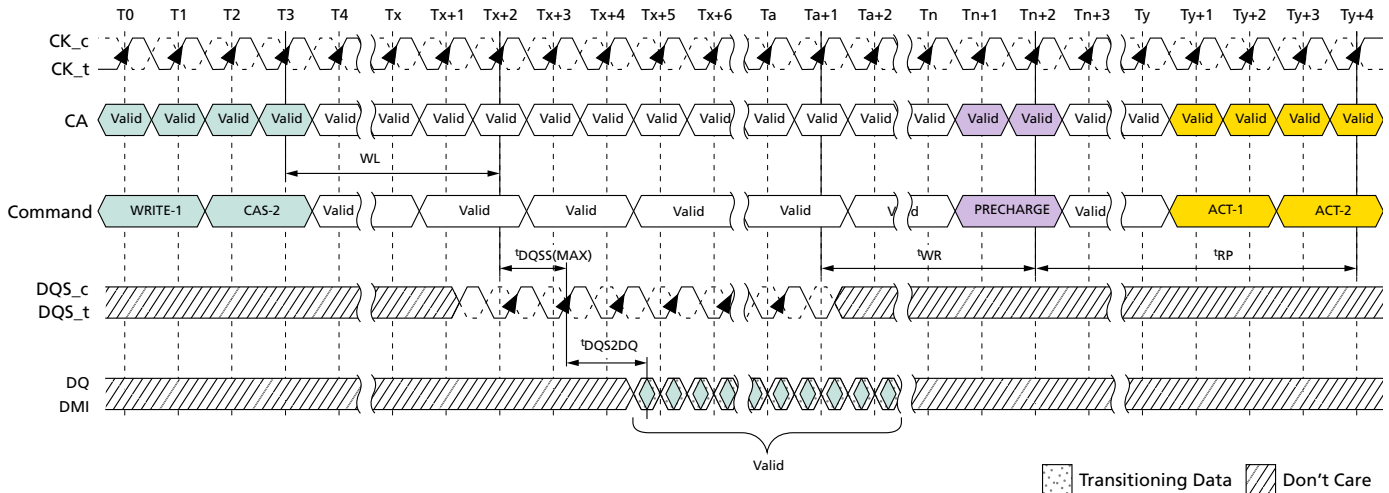 T0 T1 T2 T3 T4 Tx Tx+1 Tx+2 Tx+3 Tx+4 Tx+5 Tx+6 Ta Ta+1 Ta+2 Tn Tn+1 Tn+2 Tn+3 Ty Ty+1 Ty+2 Ty+3 Ty+4
CK_c
CK_t
CA Valid Valid Valid Valid Valid Valid Valid Valid Valid Valid Valid Valid Valid Valid Valid Valid Valid Valid Valid Valid Valid Valid Valid Valid
WL
Command WRITE-1 CAS-2 Valid Valid Valid Valid Valid PRECHARGE Valid ACT-1 ACT-2
tDQSS(MAX) tWR tRP
DQS_c
DQS_t
tDQS2DQ
DQ
DMI
Valid
Transitioning Data Don't Care